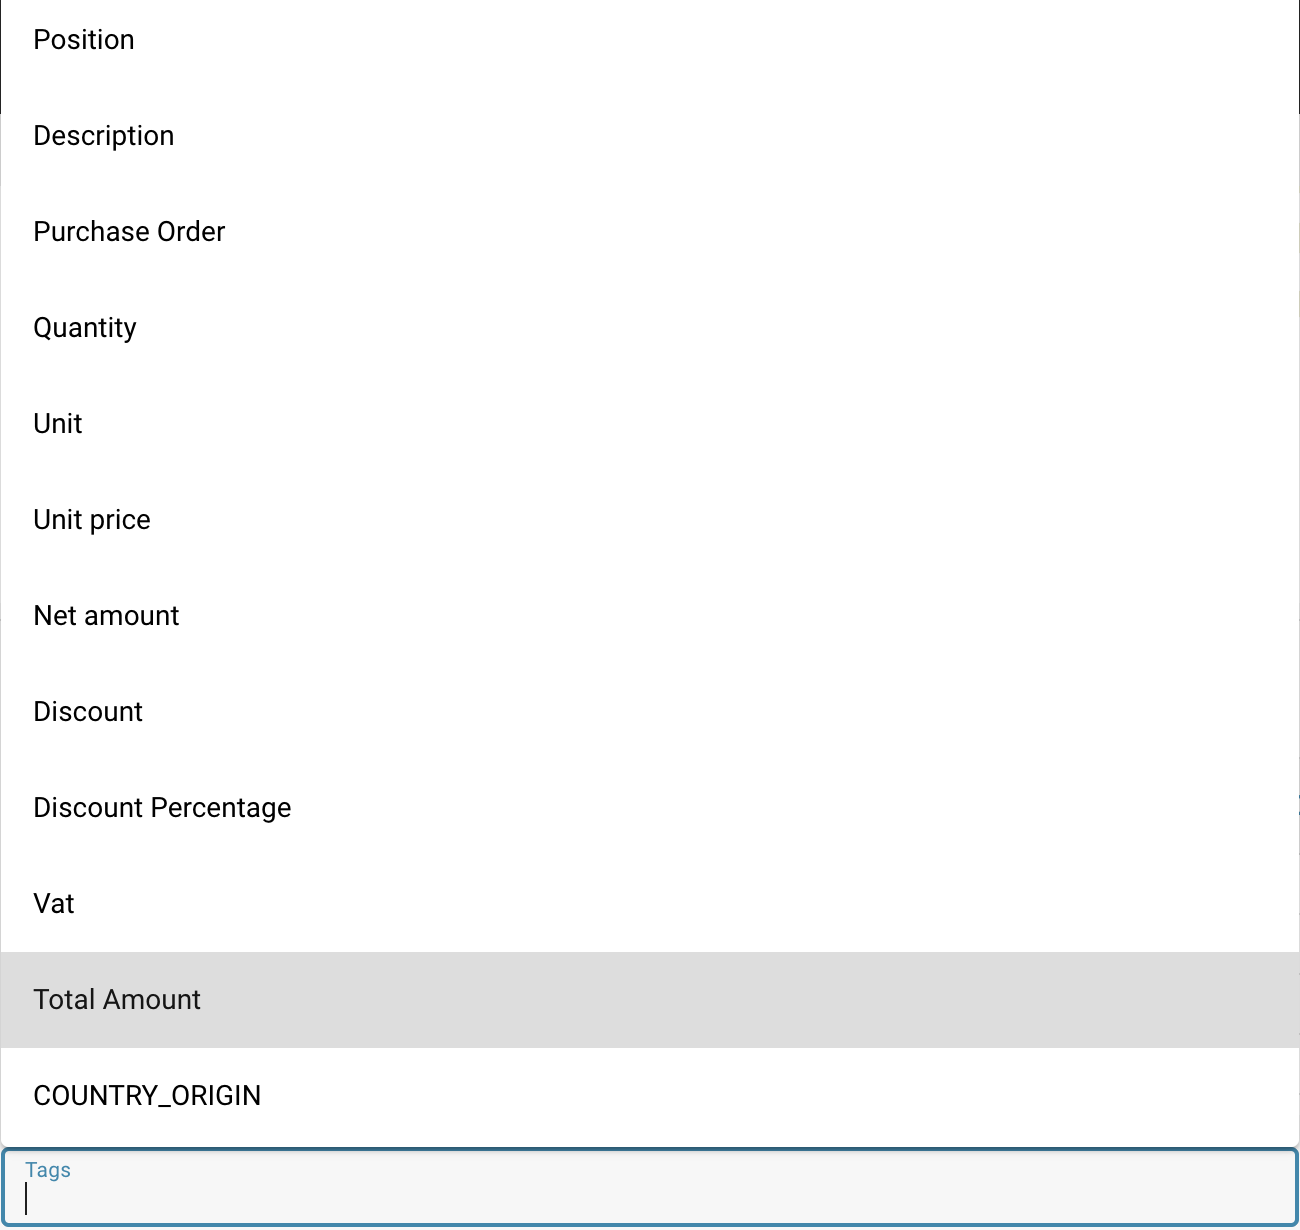 Position
Description
Purchase Order
Quantity
Unit
Unit price
Net amount
Discount
Discount Percentage
Vat
Total Amount
COUNTRY_ORIGIN
Tags